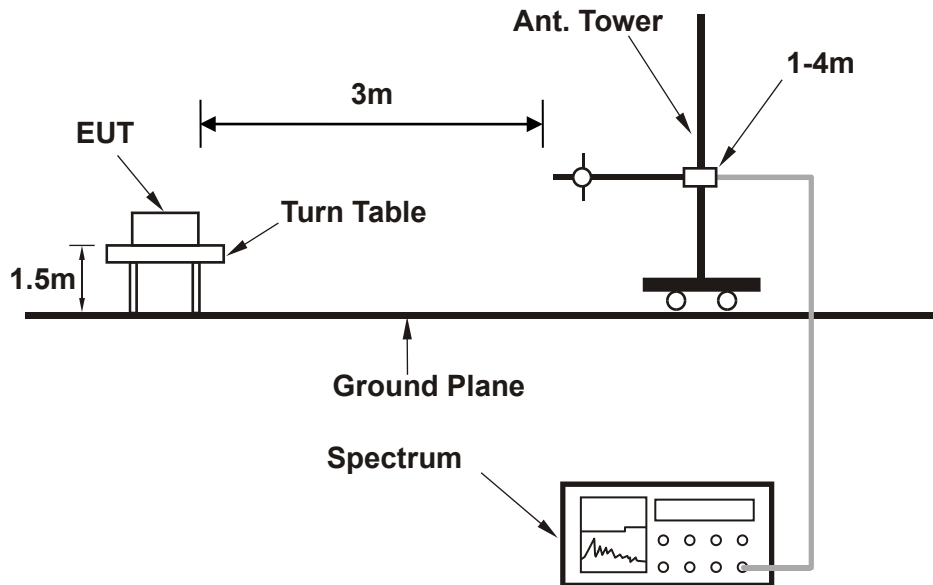 Ant. Tower
1-4m
3m
EUT
Turn Table
1.5m
Ground Plane
Spectrum